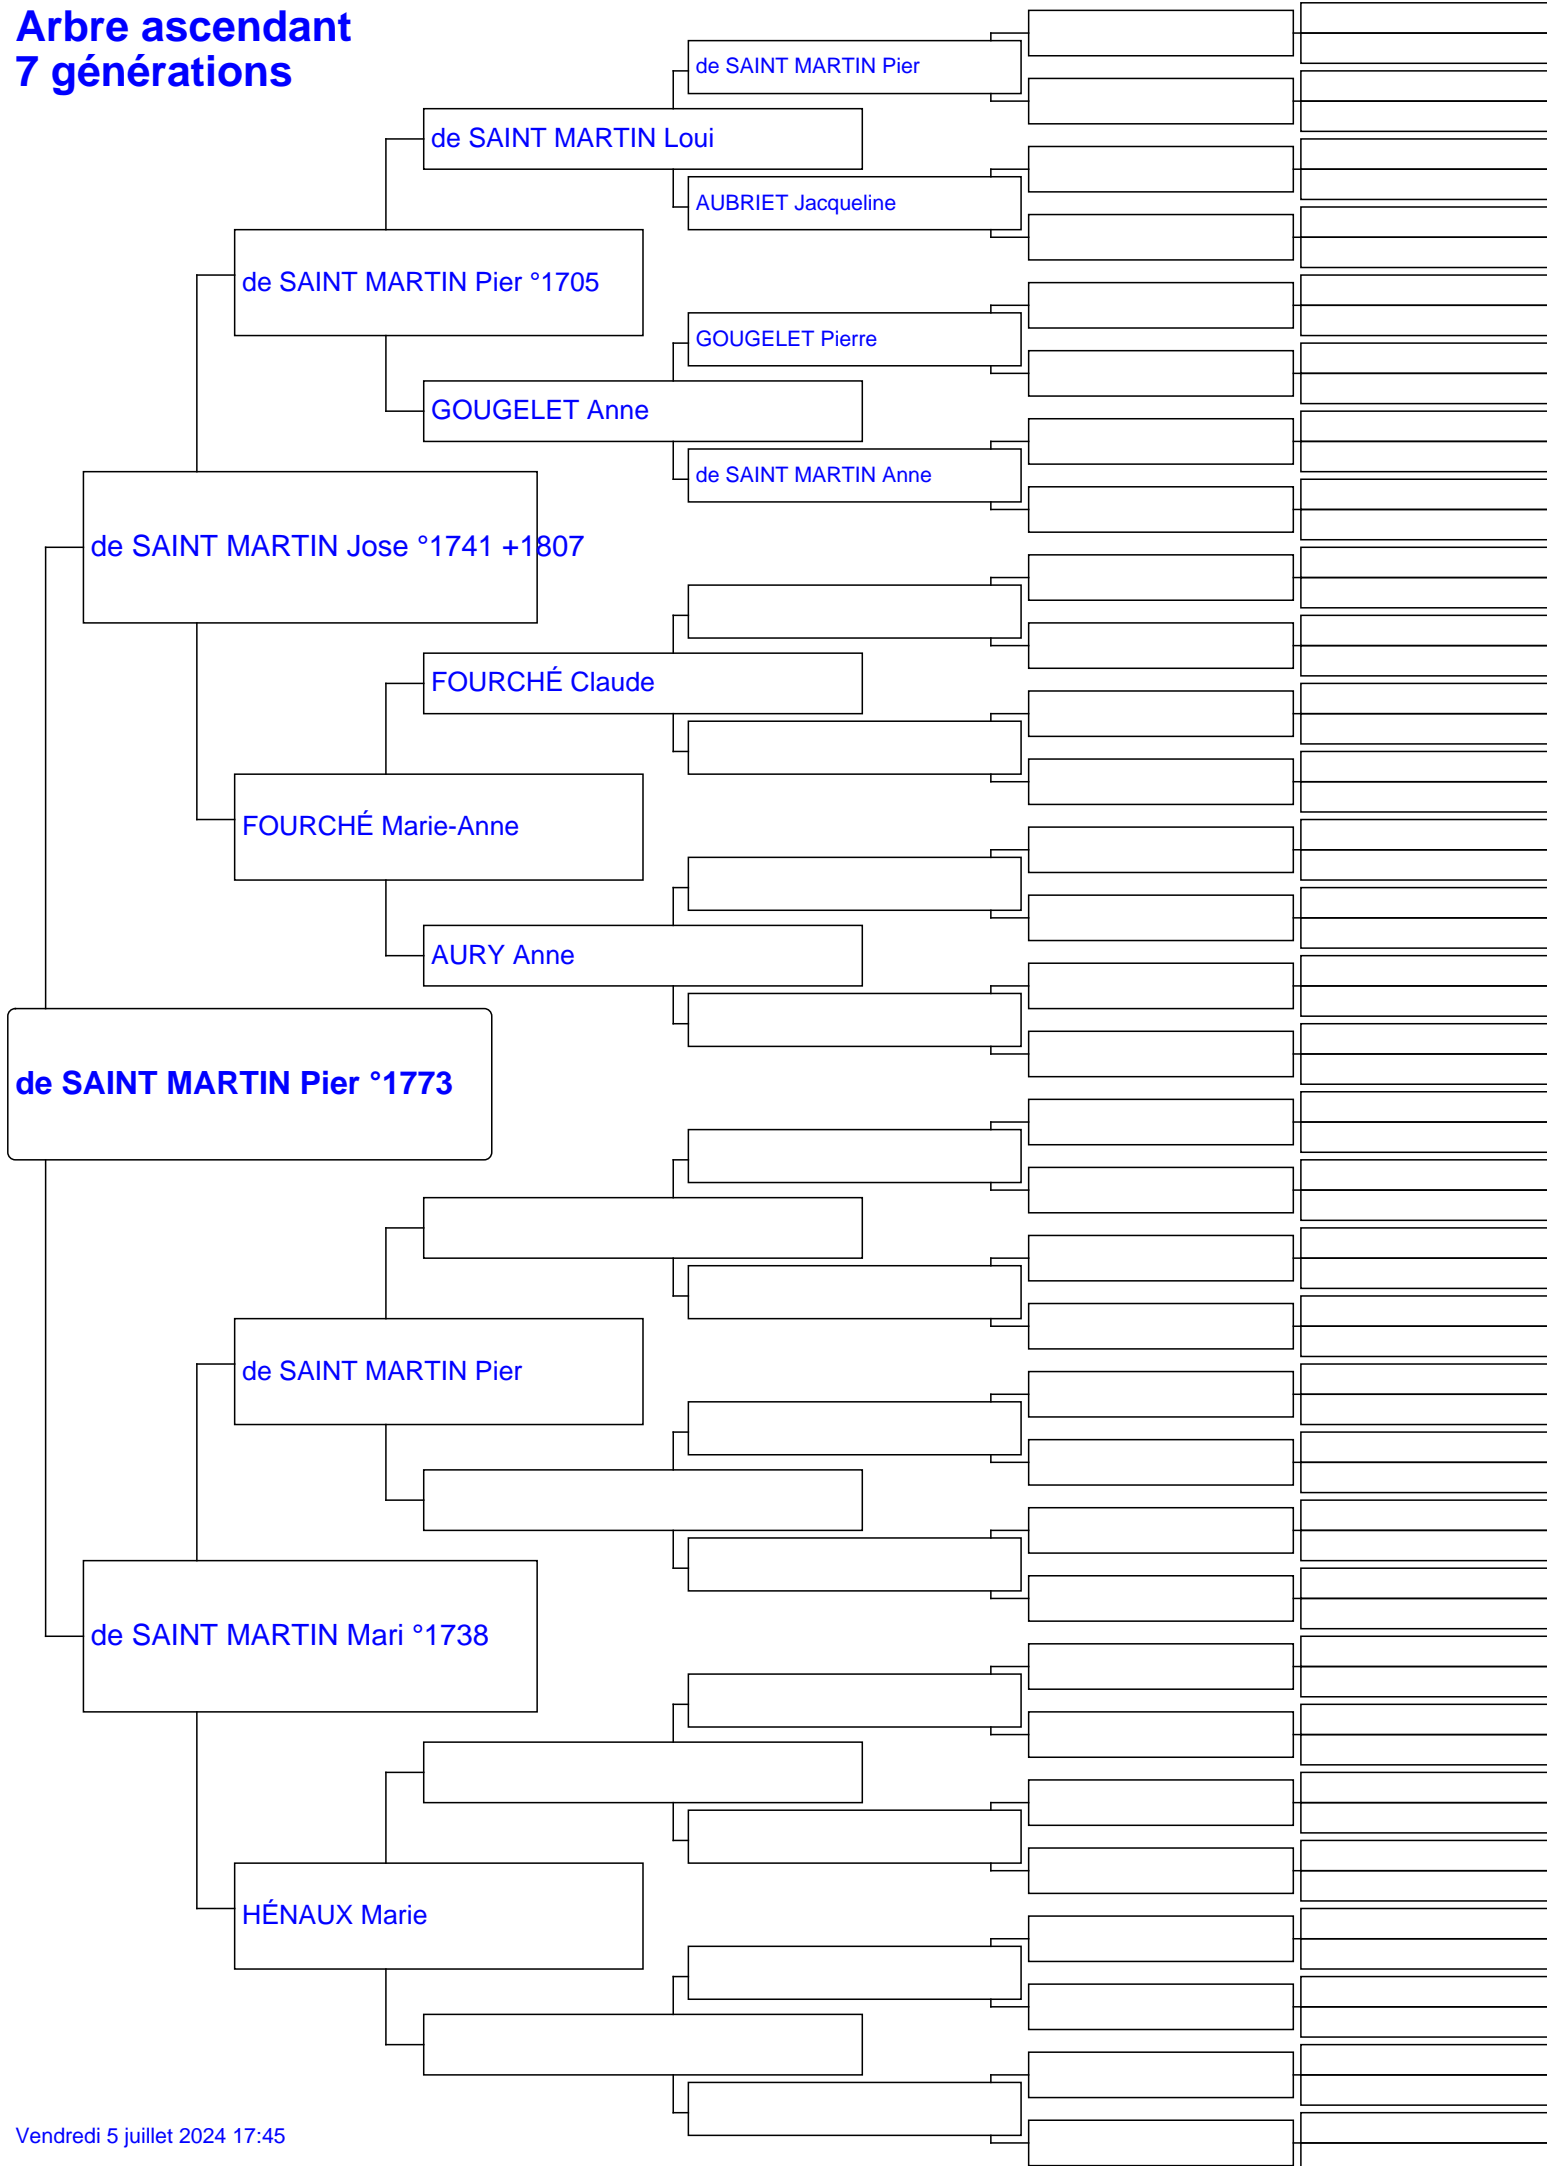 Arbre ascendant
7 générations
de SAINT MARTIN Pier
de SAINT MARTIN Loui
AUBRIET Jacqueline
de SAINT MARTIN Pier °1705
GOUGELET Pierre
GOUGELET Anne
de SAINT MARTIN Anne
de SAINT MARTIN Jose °1741 +1807
FOURCHÉ Claude
FOURCHÉ Marie-Anne
AURY Anne
de SAINT MARTIN Pier °1773
de SAINT MARTIN Pier
de SAINT MARTIN Mari °1738
HÉNAUX Marie
Vendredi 5 juillet 2024 17:45